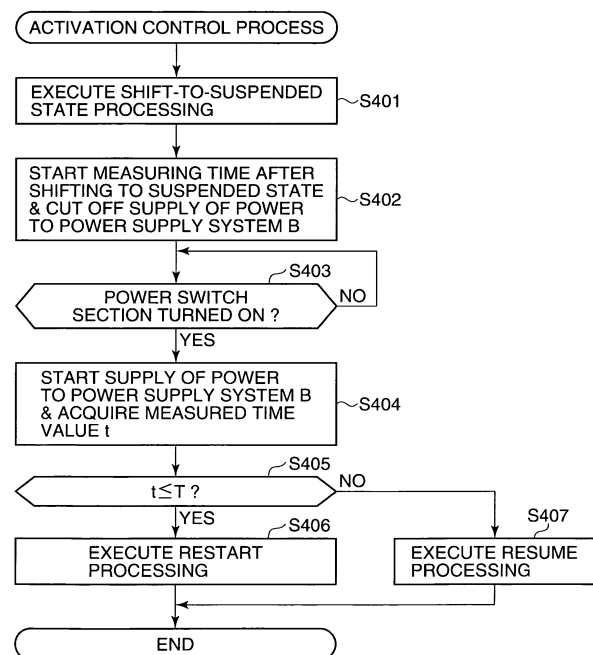 ACTIVATION CONTROL PROCESS
EXECUTE SHIFT-TO-SUSPENDED
STATE PROCESSING
S401
START MEASURING TIME AFTER
SHIFTING TO SUSPENDED STATE
& CUT OFF SUPPLY OF POWER
TO POWER SUPPLY SYSTEM B
S402
S403
POWER SWITCH
SECTION TURNED ON ?
NO
YES
START SUPPLY OF POWER
TO POWER SUPPLY SYSTEM B
& ACQUIRE MEASURED TIME
VALUE t
S404
S405
t≦T ?
NO
YES
S406
EXECUTE RESTART
PROCESSING
S407
EXECUTE RESUME
PROCESSING
END